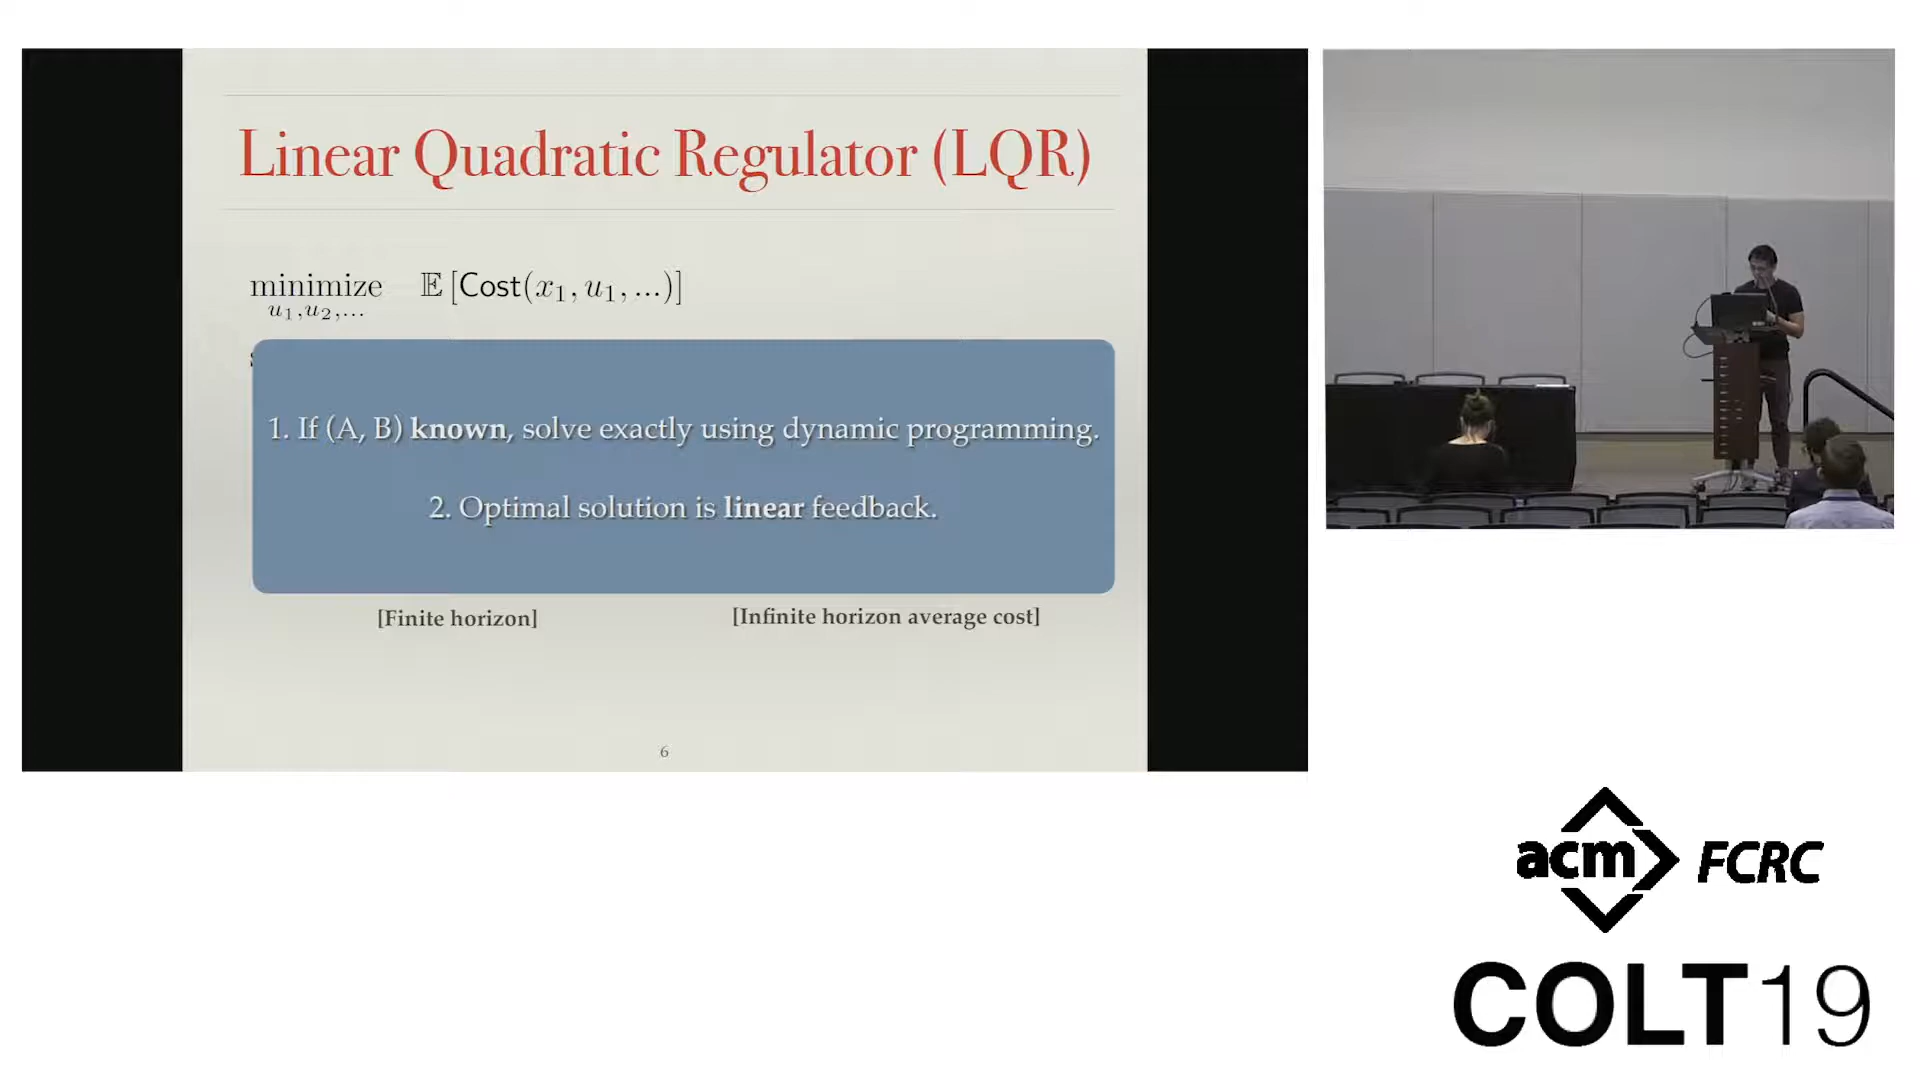 Linear Quadratic Regulator (LQR)
minimize 𝔼 [Cost(x₁, u₁, ...)]
u₁,u₂,...
1. If (A, B) known, solve exactly using dynamic programming.
2. Optimal solution is linear feedback.
[Finite horizon] [Infinite horizon average cost]
6
acm FCRC
COLT19